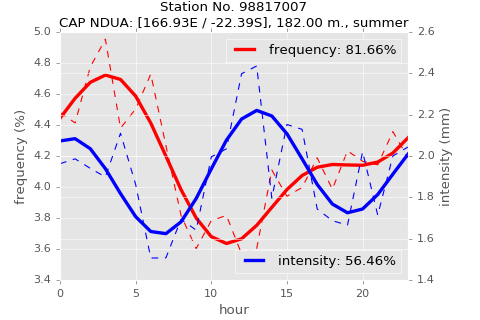 Station No. 98817007
CAP NDUA: [166.93E / -22.39S], 182.00 m., summer
frequency: 81.66%
intensity: 56.46%
frequency (%)
5.0
4.8
4.6
4.4
4.2
4.0
3.8
3.6
3.4
intensity (mm)
2.6
2.4
2.2
2.0
1.8
1.6
1.4
0 5 10 15 20
hour